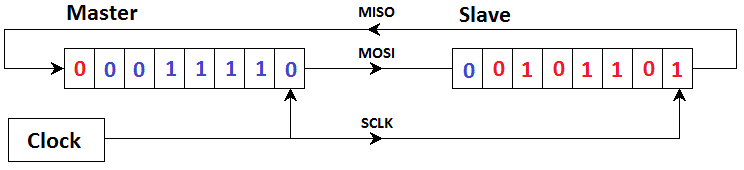 Master MISO Slave
MOSI
0 0 0 1 1 1 1 0 0 0 1 0 1 1 0 1
SCLK
Clock